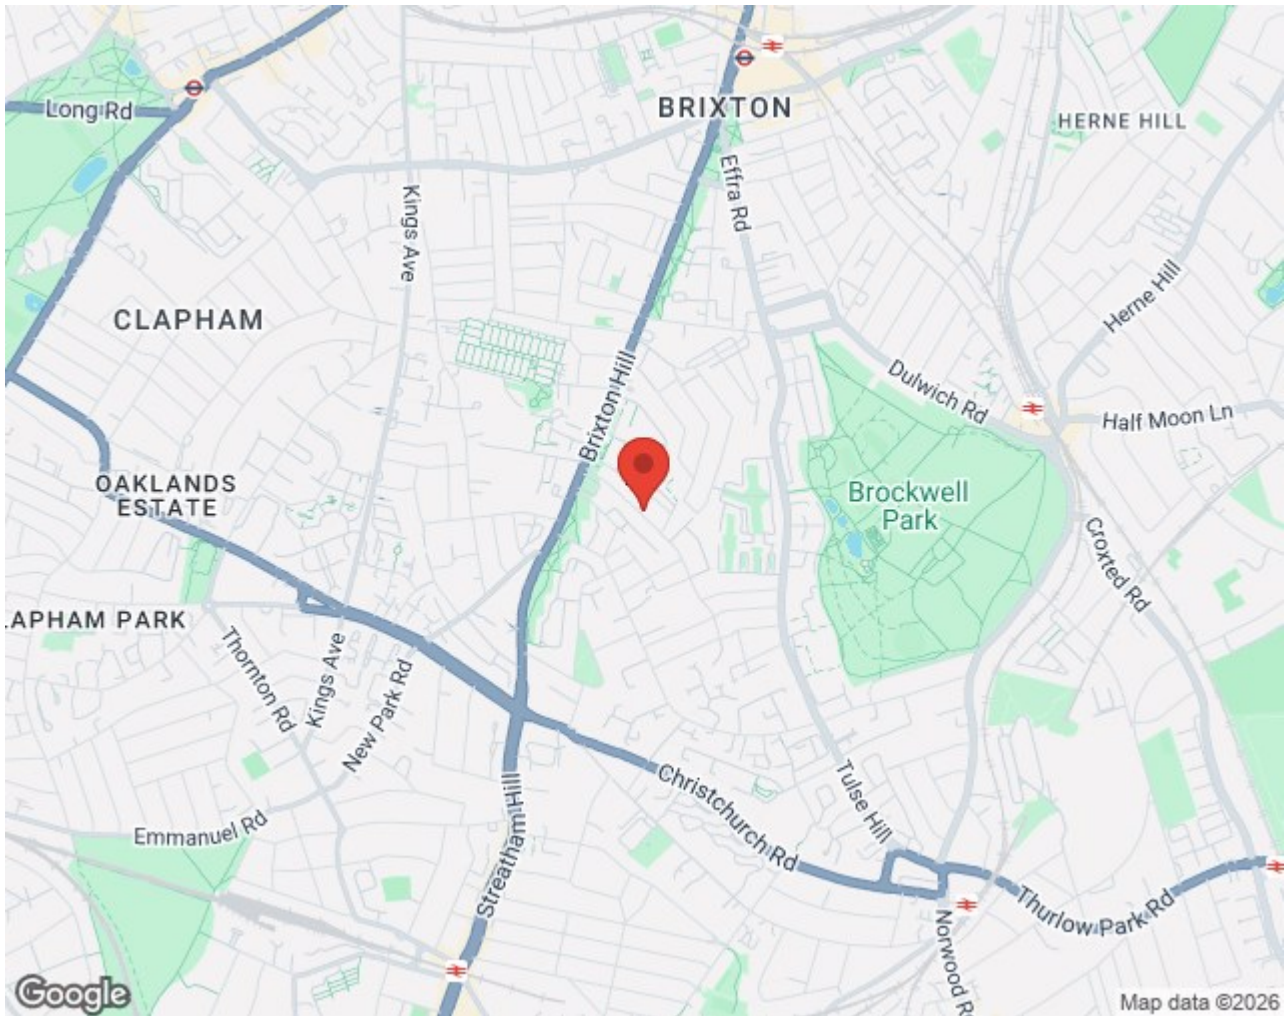 Long Rd
BRIXTON
HERNE HILL
Effra Rd
Kings Ave
Herne Hill
CLAPHAM
Brixton Hill
Dulwich Rd
Half Moon Ln
OAKLANDS
ESTATE
Brockwell
Park
Croxted Rd
LAPHAM PARK
Thornton Rd
Kings Ave
New Park Rd
Christchurch Rd
Tulse Hill
Streatham Hill
Emmanuel Rd
Thurlow Park Rd
Norwood R
Google
Map data ©2026